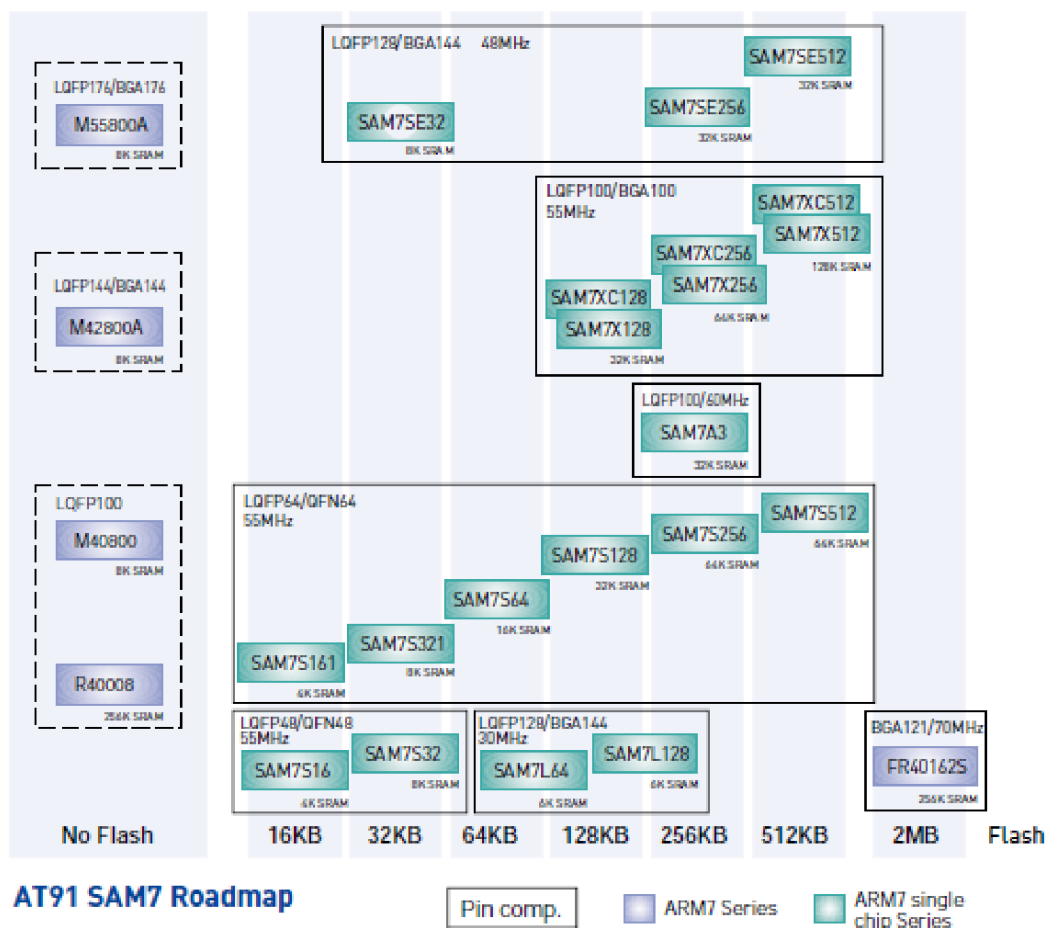 LQFP128/BGA144 48MHz
SAM7SE512
32K SRAM
SAM7SE256
32K SRAM
SAM7SE32
8K SRAM
LQFP176/BGA176
M55800A
8K SRAM
LQFP100/BGA100
55MHz
SAM7XC512
SAM7X512
128K SRAM
SAM7XC256
SAM7X256
64K SRAM
SAM7XC128
SAM7X128
32K SRAM
LQFP144/BGA144
M42800A
8K SRAM
LQFP100/60MHz
SAM7A3
32K SRAM
LQFP100
M40800
8K SRAM
R40008
256K SRAM
LQFP64/QFN64
55MHz
SAM7S512
64K SRAM
SAM7S256
64K SRAM
SAM7S128
32K SRAM
SAM7S64
16K SRAM
SAM7S321
8K SRAM
SAM7S161
4K SRAM
LQFP48/QFN48
55MHz
SAM7S32
8K SRAM
SAM7S16
4K SRAM
LQFP128/BGA144
30MHz
SAM7L64
6K SRAM
SAM7L128
6K SRAM
BGA121/70MHz
FR40162S
256K SRAM
No Flash 16KB 32KB 64KB 128KB 256KB 512KB 2MB Flash
AT91 SAM7 Roadmap
Pin comp.
ARM7 Series
ARM7 single
chip Series